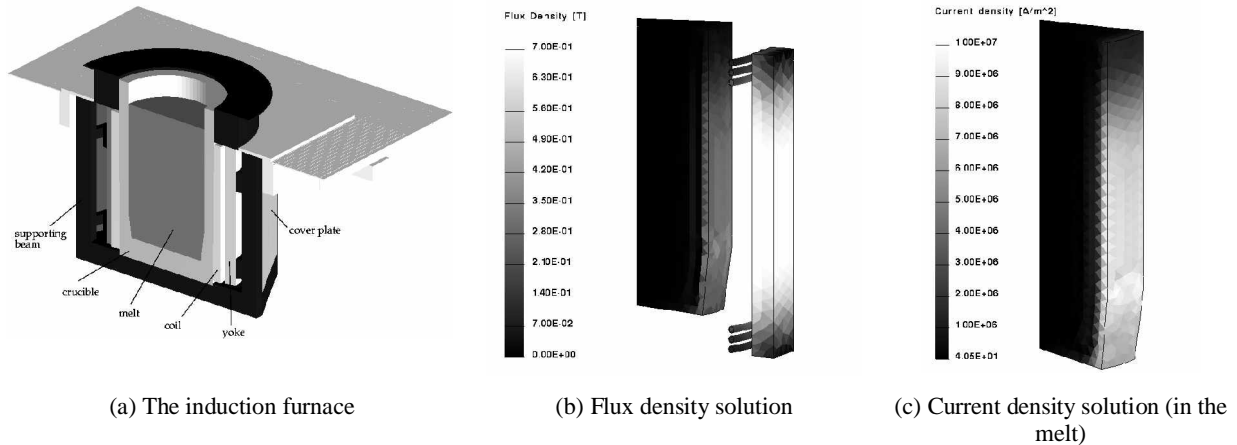 supporting
beam
crucible
melt
coil
yoke
cover plate
(a) The induction furnace
Flux Density [T]
7.00E-01
6.30E-01
5.60E-01
4.90E-01
4.20E-01
3.50E-01
2.80E-01
2.10E-01
1.40E-01
7.00E-02
0.00E+00
(b) Flux density solution
Current density [A/m^2]
1.00E+07
9.00E+06
8.00E+06
7.00E+06
6.00E+06
5.00E+06
4.00E+06
3.00E+06
2.00E+06
1.00E+06
4.05E+01
(c) Current density solution (in the
melt)